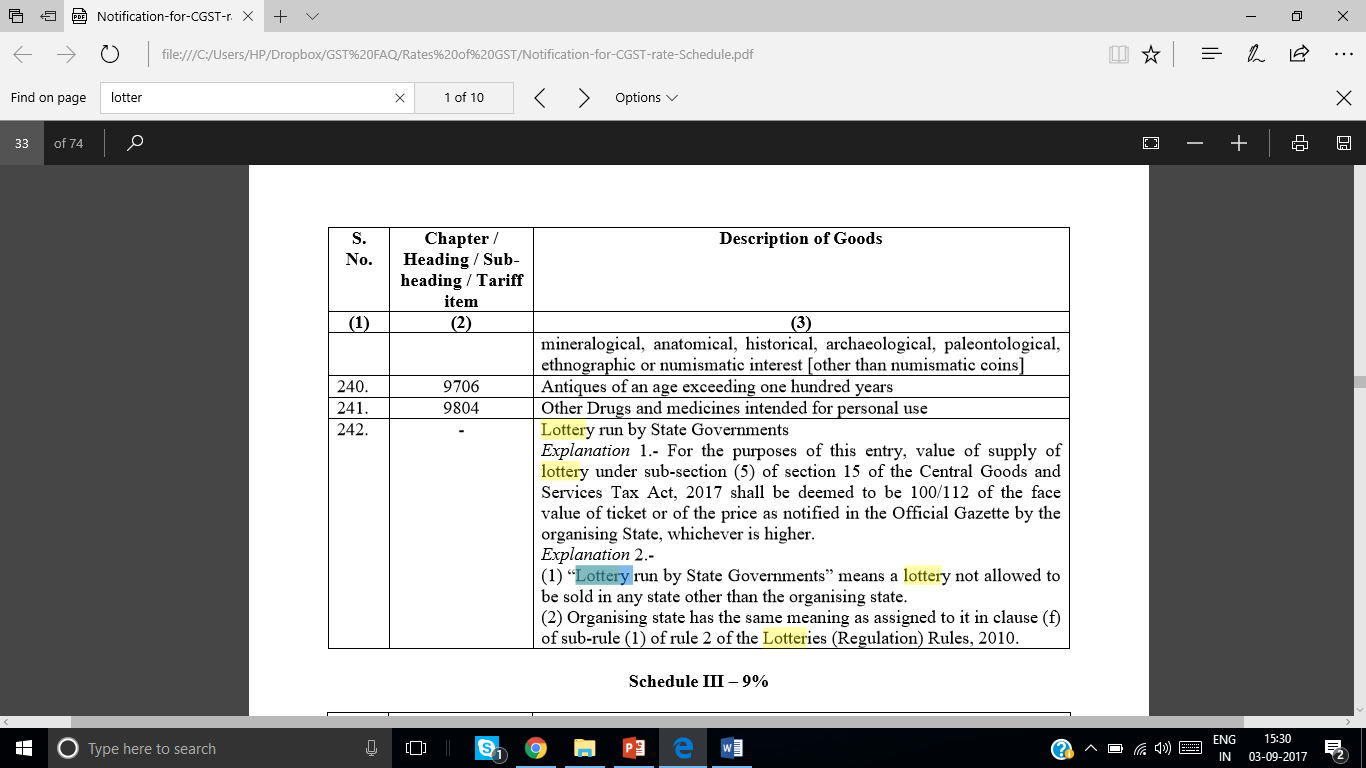 Notification-for-CGST-r
file:///C:/Users/HP/Dropbox/GST%20FAQ/Rates%20of%20GST/Notification-for-CGST-rate-Schedule.pdf
Find on page lotter 1 of 10 Options
33 of 74
S. No. Chapter / Heading / Sub-heading / Tariff item Description of Goods
(1) (2) (3)
mineralogical, anatomical, historical, archaeological, paleontological,
ethnographic or numismatic interest [other than numismatic coins]
240. 9706 Antiques of an age exceeding one hundred years
241. 9804 Other Drugs and medicines intended for personal use
242. - Lottery run by State Governments
Explanation 1.- For the purposes of this entry, value of supply of
lottery under sub-section (5) of section 15 of the Central Goods and
Services Tax Act, 2017 shall be deemed to be 100/112 of the face
value of ticket or of the price as notified in the Official Gazette by the
organising State, whichever is higher.
Explanation 2.-
(1) “Lottery run by State Governments” means a lottery not allowed to
be sold in any state other than the organising state.
(2) Organising state has the same meaning as assigned to it in clause (f)
of sub-rule (1) of rule 2 of the Lotteries (Regulation) Rules, 2010.
Schedule III – 9%
Type here to search
ENG 15:30
IN 03-09-2017